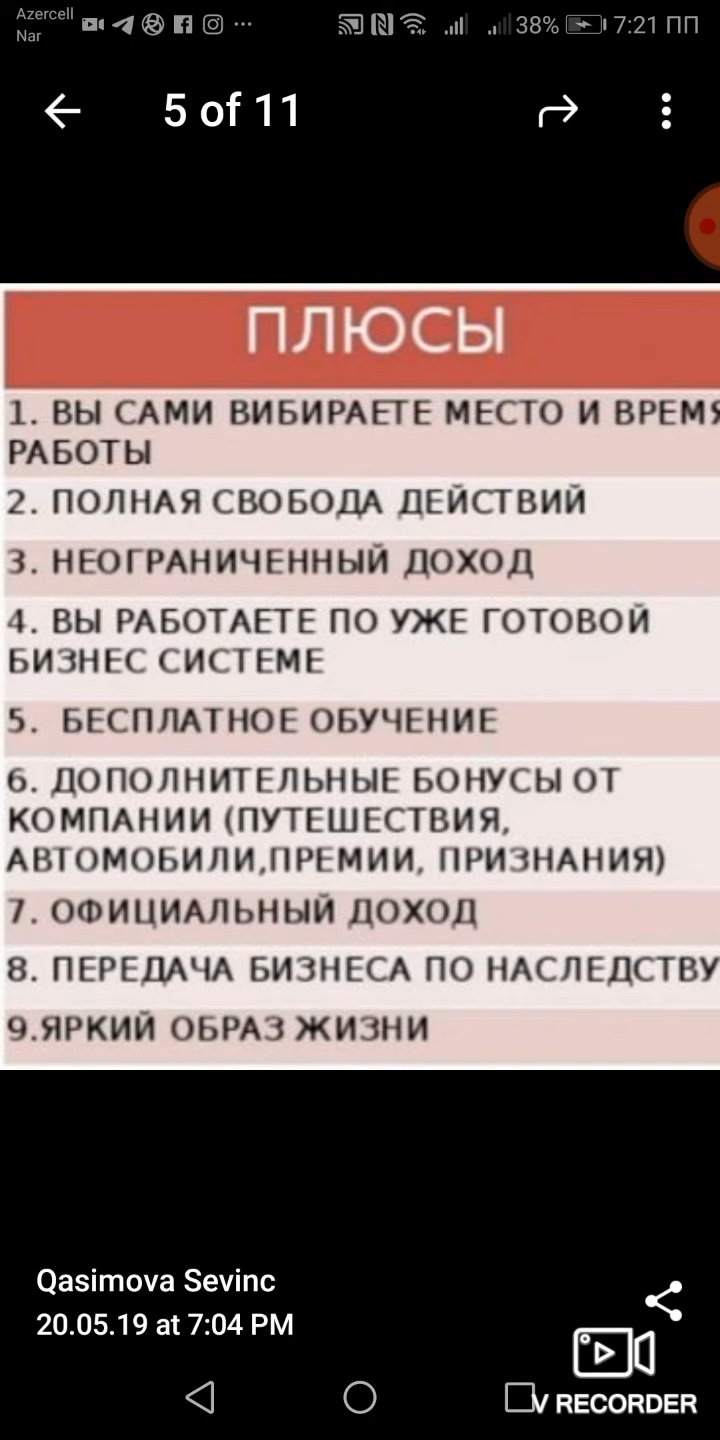 Azercell
Nar
38% 7:21 ПП
5 of 11
ПЛЮСЫ
1. ВЫ САМИ ВИБИРАЕТЕ МЕСТО И ВРЕМЯ
РАБОТЫ
2. ПОЛНАЯ СВОБОДА ДЕЙСТВИЙ
3. НЕОГРАНИЧЕННЫЙ ДОХОД
4. ВЫ РАБОТАЕТЕ ПО УЖЕ ГОТОВОЙ
БИЗНЕС СИСТЕМЕ
5. БЕСПЛАТНОЕ ОБУЧЕНИЕ
6. ДОПОЛНИТЕЛЬНЫЕ БОНУСЫ ОТ
КОМПАНИИ (ПУТЕШЕСТВИЯ,
АВТОМОБИЛИ,ПРЕМИИ, ПРИЗНАНИЯ)
7. ОФИЦИАЛЬНЫЙ ДОХОД
8. ПЕРЕДАЧА БИЗНЕСА ПО НАСЛЕДСТВУ
9.ЯРКИЙ ОБРАЗ ЖИЗНИ
Qasimova Sevinc
20.05.19 at 7:04 PM
V RECORDER